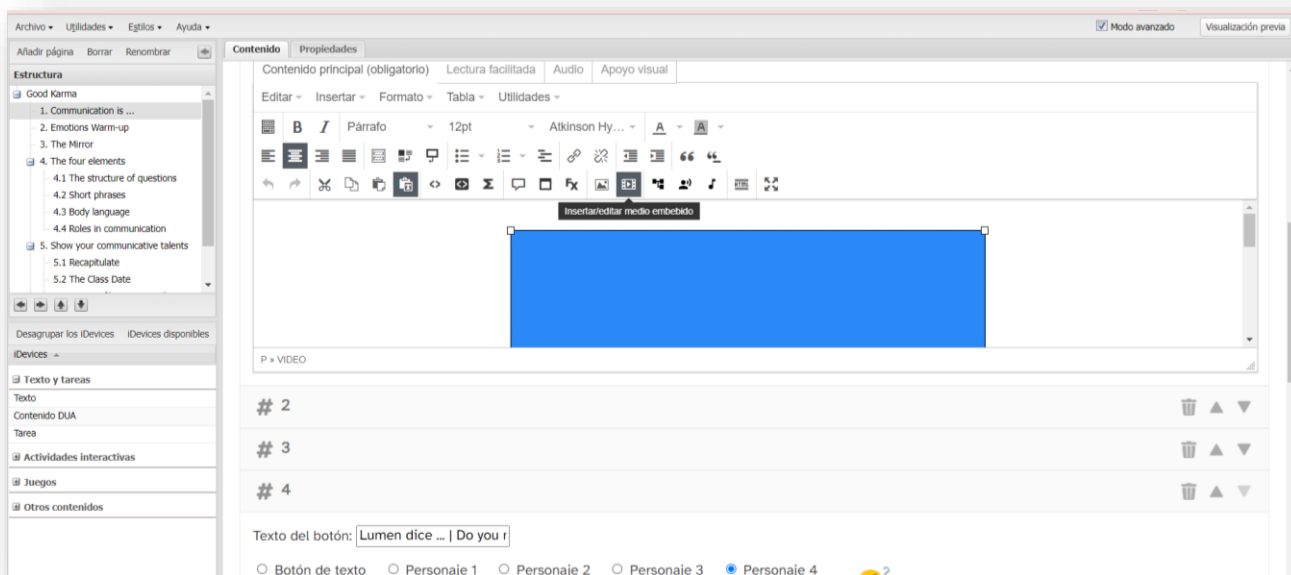 Archivo Utilidades Estilos Ayuda
Modo avanzado
Visualización previa
Añadir página Borrar Renombrar
Contenido Propiedades
Estructura
Good Karma
1. Communication is ...
2. Emotions Warm-up
3. The Mirror
4. The four elements
4.1 The structure of questions
4.2 Short phrases
4.3 Body language
4.4 Roles in communication
5. Show your communicative talents
5.1 Recapitulate
5.2 The Class Date
Desagrupar los iDevices iDevices disponibles
iDevices
Texto y tareas
Texto
Contenido DUA
Tarea
Actividades interactivas
Juegos
Otros contenidos
Contenido principal (obligatorio) Lectura facilitada Audio Apoyo visual
Editar Insertar Formato Tabla Utilidades
B I Párrafo 12pt Atkinson Hy... A A
Insertar/editar medio embebido
P » VIDEO
# 2
# 3
# 4
Texto del botón: Lumen dice ... | Do you r
Botón de texto Personaje 1 Personaje 2 Personaje 3 Personaje 4